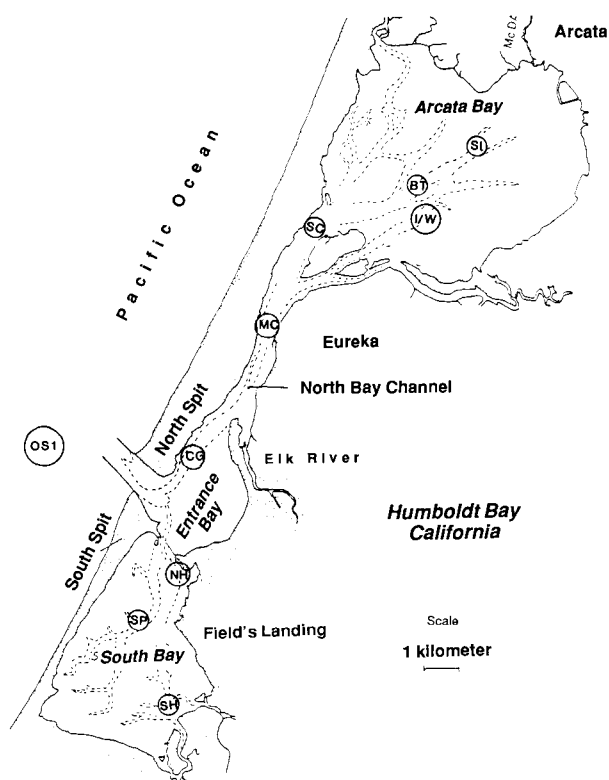 Mc D.
Arcata
Arcata Bay
SI
BT
I/W
SC
Pacific Ocean
MC
Eureka
North Bay Channel
North Spit
OS1
CG
Elk River
Entrance Bay
Humboldt Bay
California
South Spit
NH
SP
Field's Landing
Scale
South Bay
1 kilometer
SH